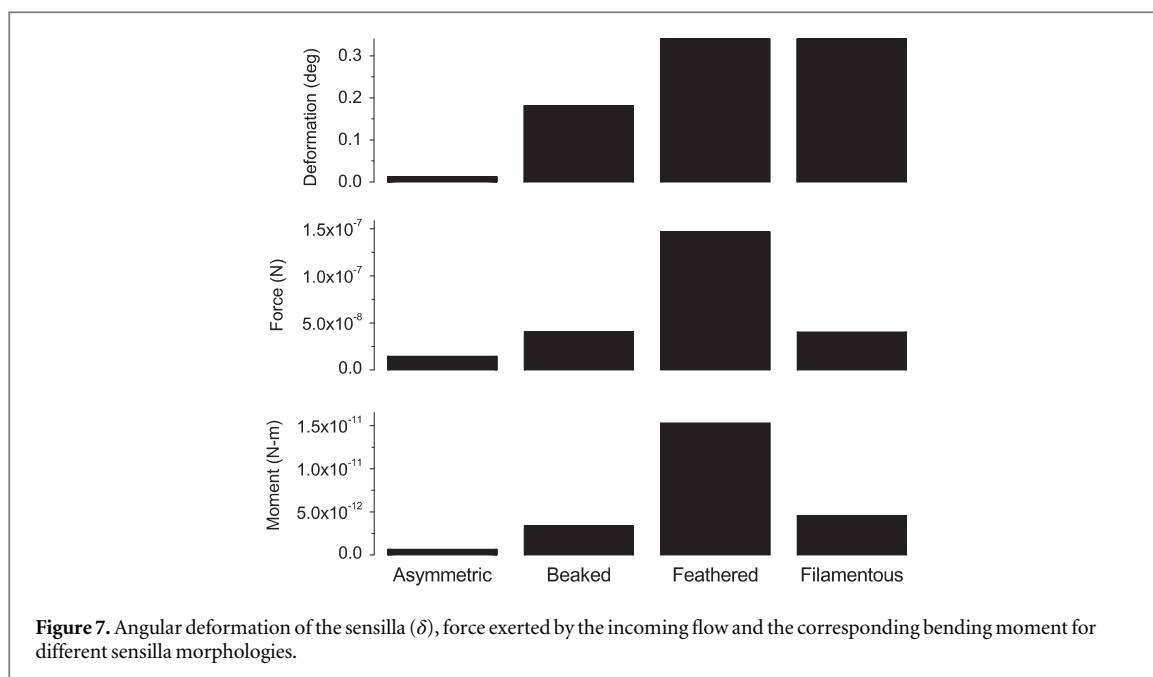 Deformation (deg)
0.3
0.2
0.1
0.0
Force (N)
1.5x10⁻⁷
1.0x10⁻⁷
5.0x10⁻⁸
0.0
Moment (N-m)
1.5x10⁻¹¹
1.0x10⁻¹¹
5.0x10⁻¹²
0.0
Asymmetric Beaked Feathered Filamentous
Figure 7. Angular deformation of the sensilla (δ), force exerted by the incoming flow and the corresponding bending moment for
different sensilla morphologies.